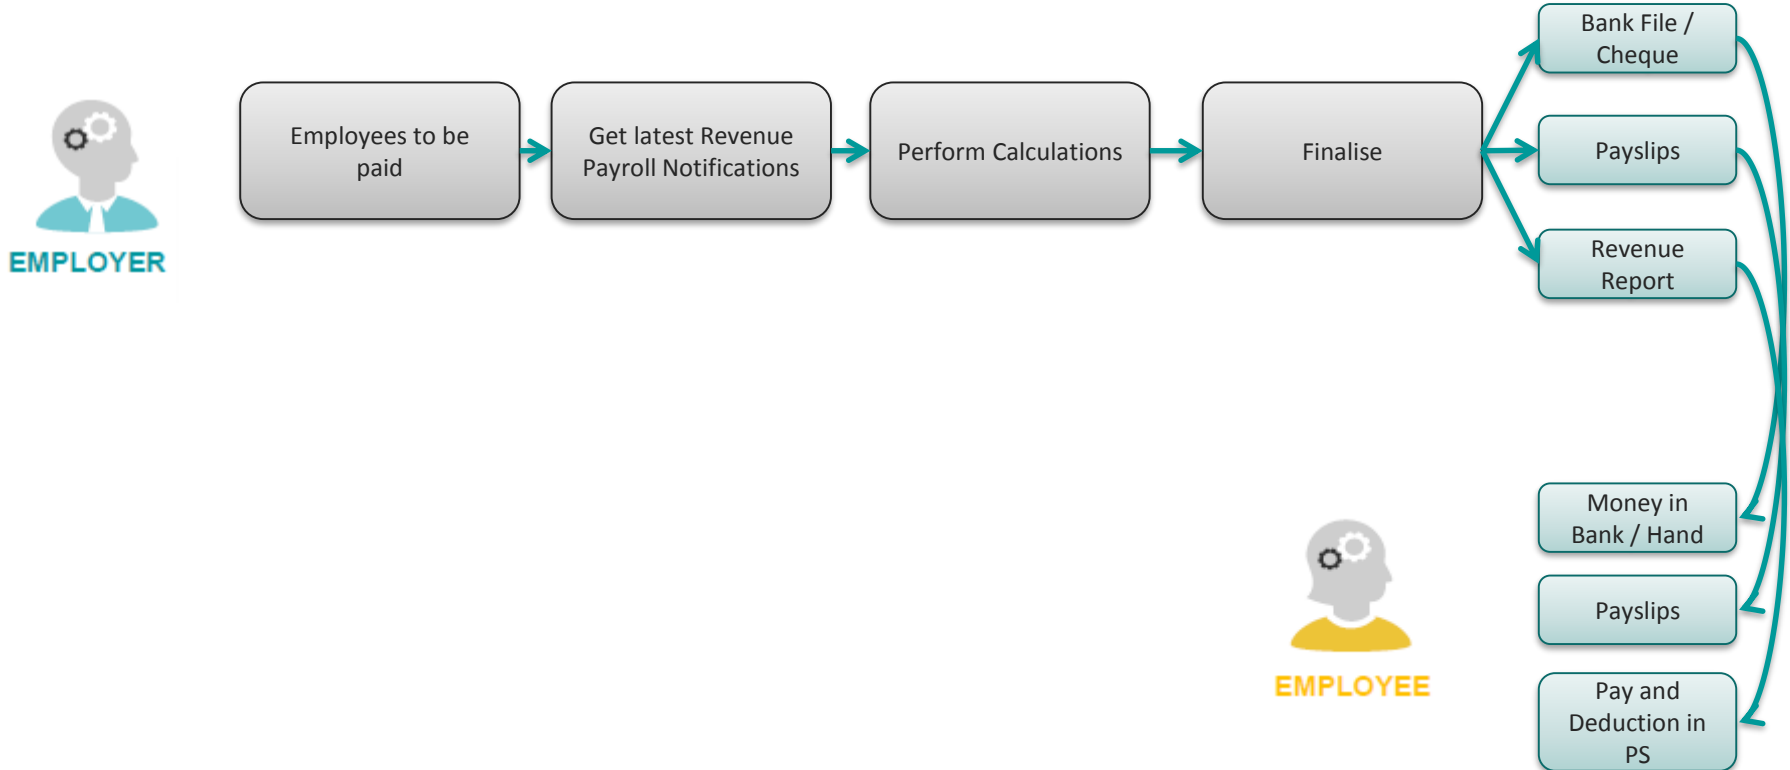 EMPLOYER
Employees to be
paid
Get latest Revenue
Payroll Notifications
Perform Calculations
Finalise
Bank File /
Cheque
Payslips
Revenue
Report
EMPLOYEE
Money in
Bank / Hand
Payslips
Pay and
Deduction in
PS